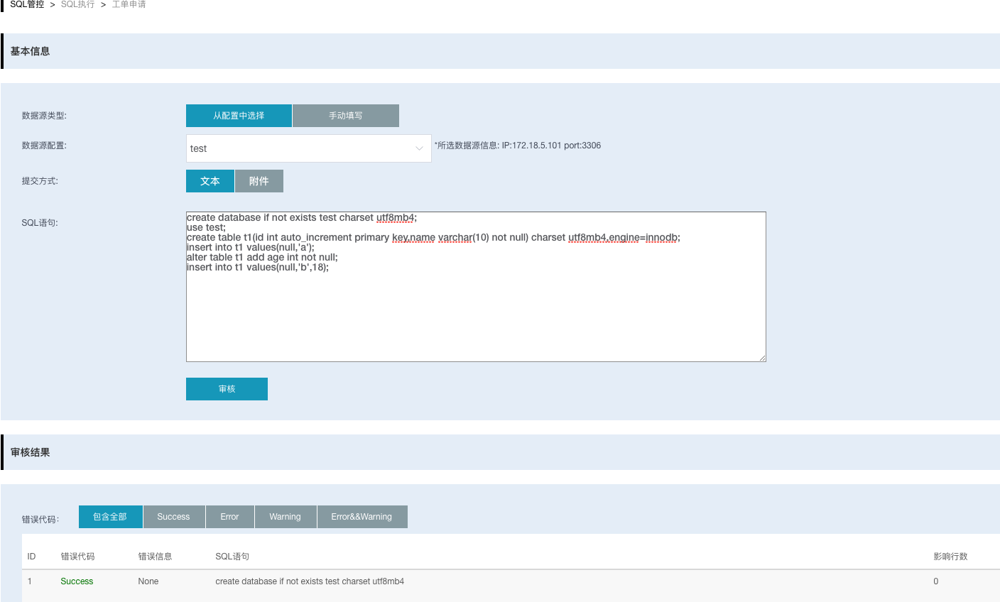 SQL管控 > SQL执行 > 工单申请
基本信息
数据源类型: 从配置中选择 手动填写
数据源配置: test *所选数据源信息: IP:172.18.5.101 port:3306
提交方式: 文本 附件
SQL语句:
create database if not exists test charset utf8mb4;
use test;
create table t1(id int auto_increment primary key,name varchar(10) not null) charset utf8mb4,engine=innodb;
insert into t1 values(null,'a');
alter table t1 add age int not null;
insert into t1 values(null,'b',18);
审核
审核结果
错误代码: 包含全部 Success Error Warning Error&&Warning
ID 错误代码 错误信息 SQL语句 影响行数
1 Success None create database if not exists test charset utf8mb4 0